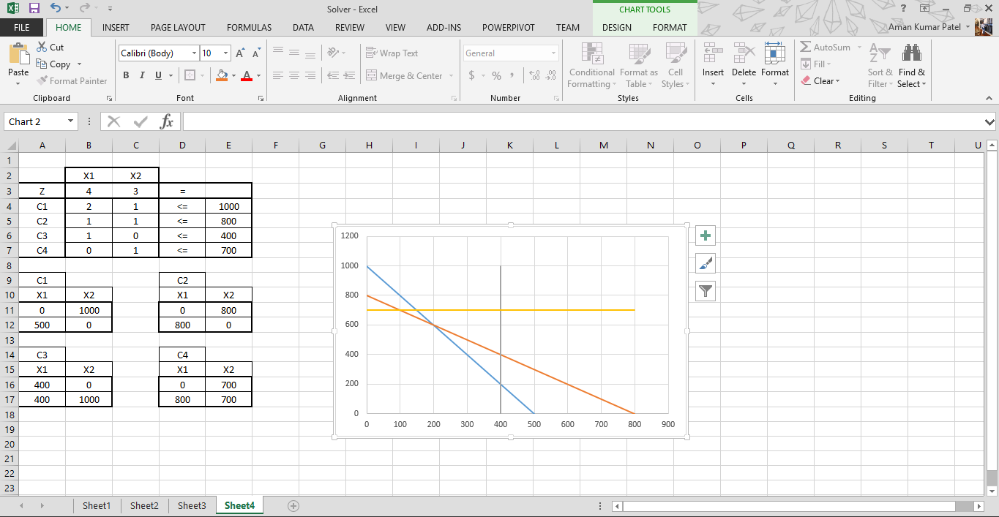 Solver - Excel
CHART TOOLS
?
FILE HOME INSERT PAGE LAYOUT FORMULAS DATA REVIEW VIEW ADD-INS POWERPIVOT TEAM DESIGN FORMAT Aman Kumar Patel
Paste
Cut
Copy
Format Painter
Clipboard
Calibri (Body) 10 A A
B I U A
Font
Wrap Text
Merge & Center
Alignment
General
$ % ,
Number
Conditional Formatting
Format as Table
Cell Styles
Styles
Insert Delete Format
Cells
AutoSum
Fill
Clear
Sort & Filter
Find & Select
Editing
Chart 2 fx
A B C D E F G H I J K L M N O P Q R S T U
1
2 X1 X2
3 Z 4 3 =
4 C1 2 1 <= 1000
5 C2 1 1 <= 800
6 C3 1 0 <= 400
7 C4 0 1 <= 700
8
9 C1 C2
10 X1 X2 X1 X2
11 0 1000 0 800
12 500 0 800 0
13
14 C3 C4
15 X1 X2 X1 X2
16 400 0 0 700
17 400 1000 800 700
18
19
20
21
22
23
1200
1000
800
600
400
200
0
0 100 200 300 400 500 600 700 800 900
Sheet1 Sheet2 Sheet3 Sheet4